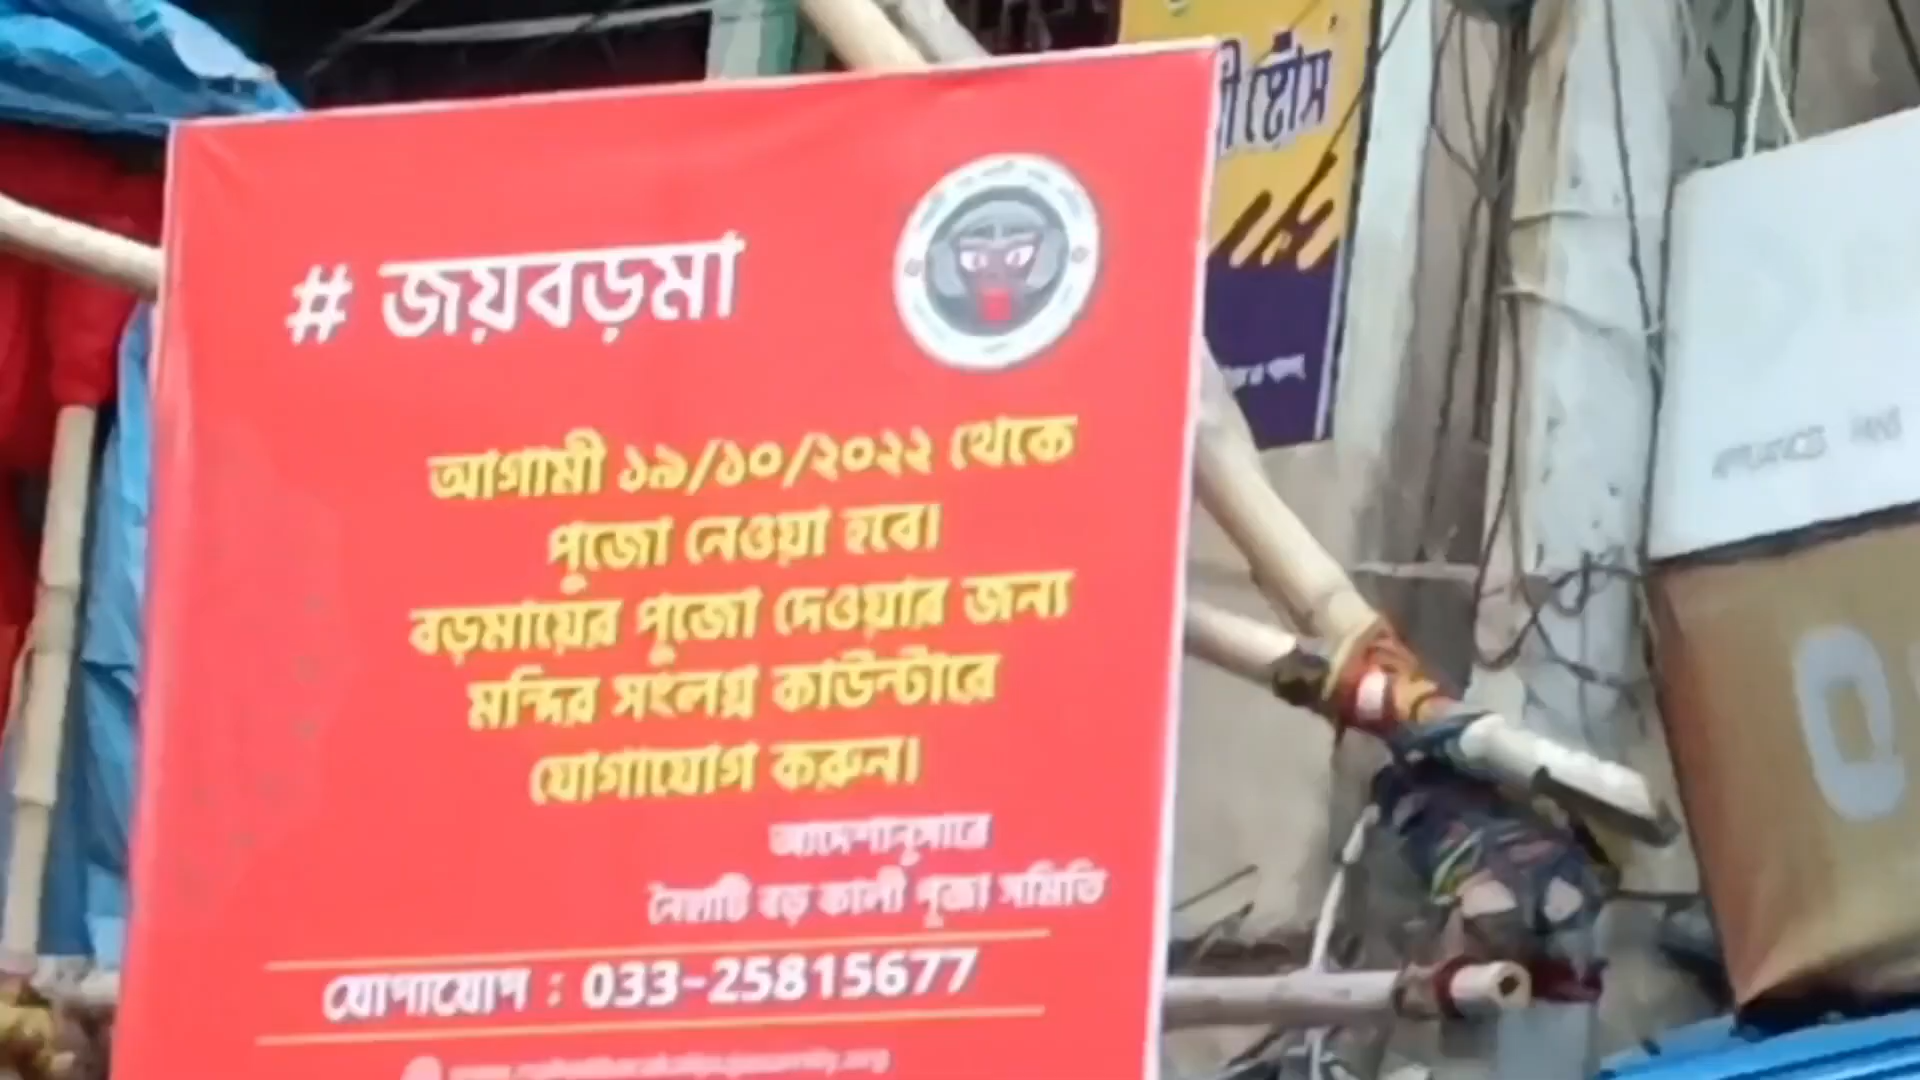 # জয়বড়মা
আগামী ১৯/১০/২০২২ থেকে
পুজো নেওয়া হবে।
বড়মায়ের পুজো দেওয়ার জন্য
মন্দির সংলগ্ন কাউন্টারে
যোগাযোগ করুন।
আদেশানুসারে
নৈহাটি বড় কালী পূজা সমিতি
যোগাযোগ : 033-25815677